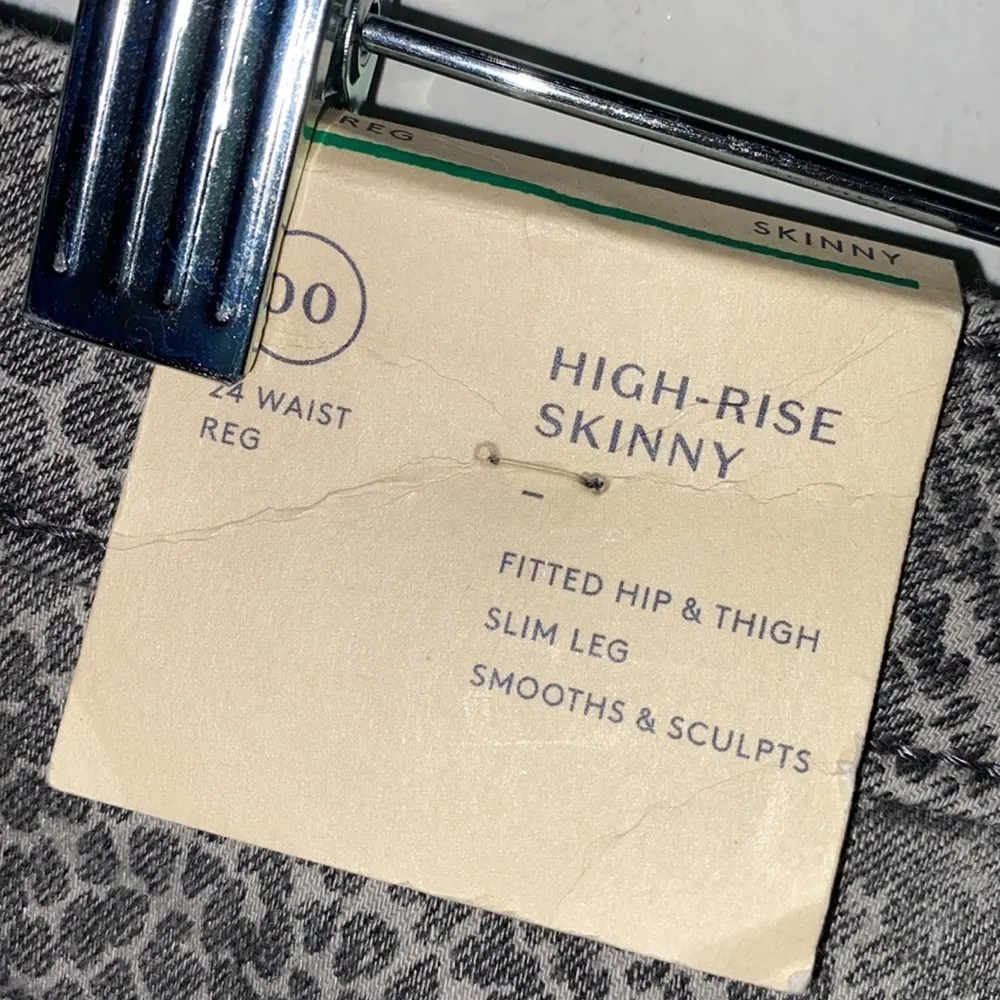 REG
SKINNY
00
24 WAIST
REG
HIGH-RISE
SKINNY
–
FITTED HIP & THIGH
SLIM LEG
SMOOTHS & SCULPTS